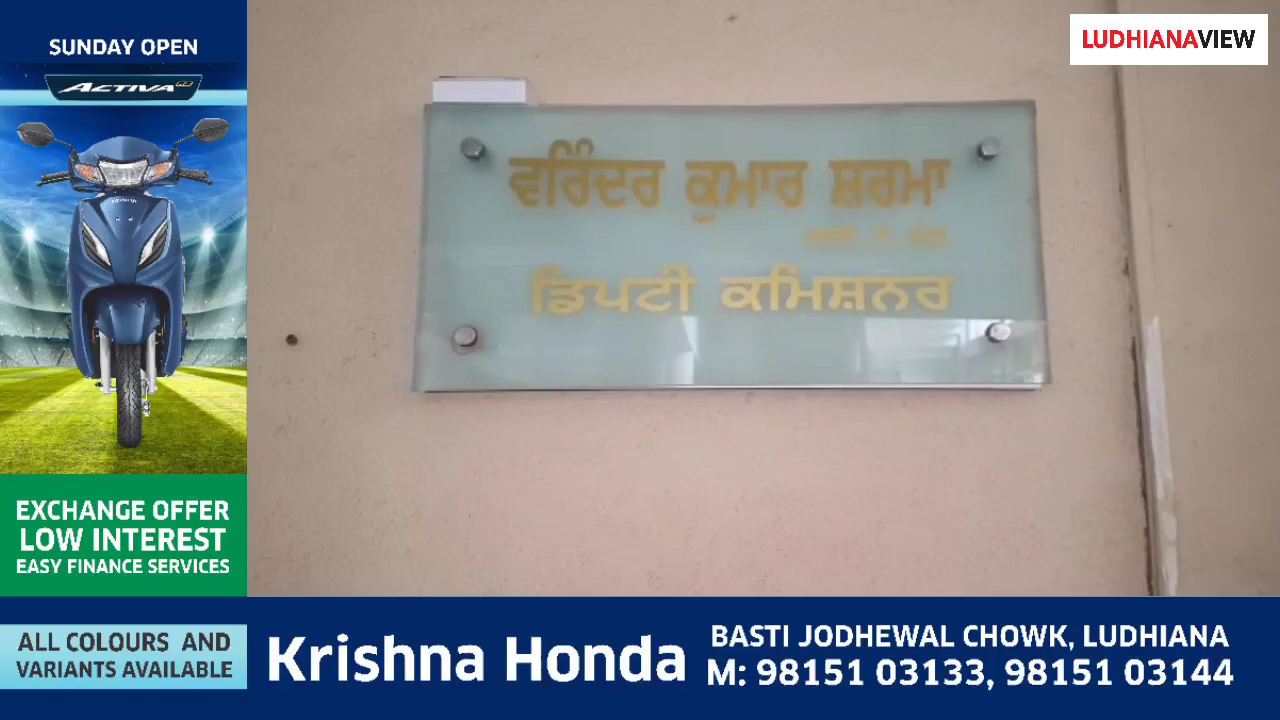 SUNDAY OPEN
ACTIVA
EXCHANGE OFFER
LOW INTEREST
EASY FINANCE SERVICES
ALL COLOURS AND
VARIANTS AVAILABLE
LUDHIANAVIEW
ਵਰਿੰਦਰ ਕੁਮਾਰ ਸ਼ਰਮਾ
ਡਿਪਟੀ ਕਮਿਸ਼ਨਰ
Krishna Honda
BASTI JODHEWAL CHOWK, LUDHIANA
M: 98151 03133, 98151 03144